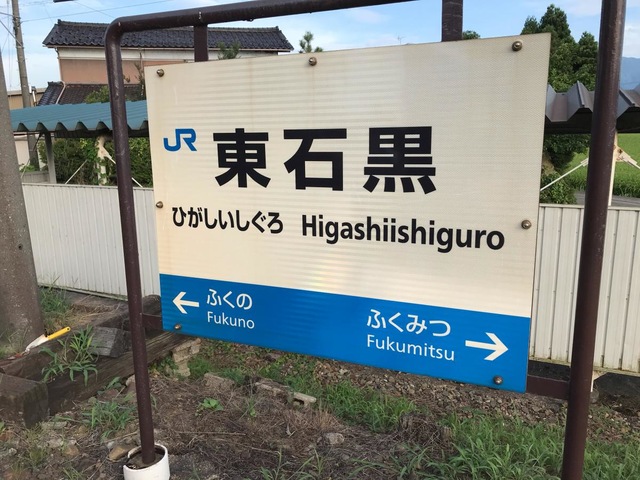 JR 東石黒
ひがしいしぐろ Higashiishiguro
← ふくの
Fukuno
ふくみつ →
Fukumitsu